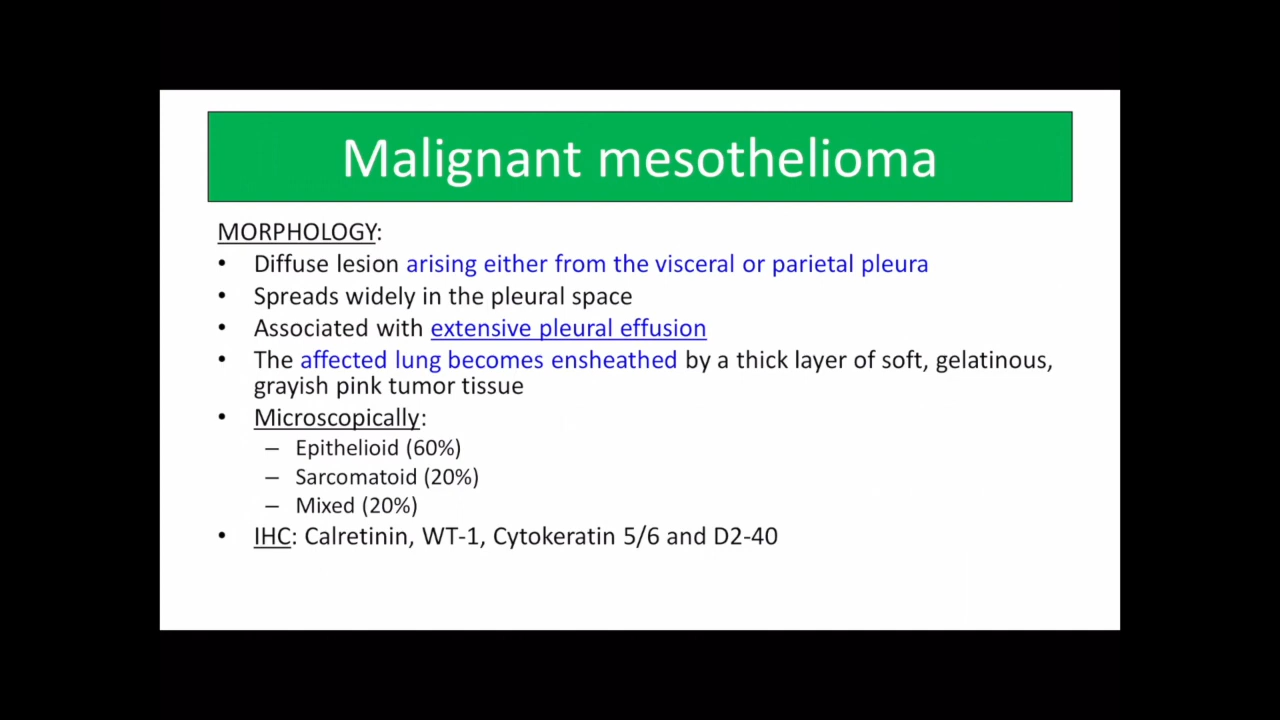 Malignant mesothelioma
MORPHOLOGY:
• Diffuse lesion arising either from the visceral or parietal pleura
• Spreads widely in the pleural space
• Associated with extensive pleural effusion
• The affected lung becomes ensheathed by a thick layer of soft, gelatinous,
grayish pink tumor tissue
• Microscopically:
– Epithelioid (60%)
– Sarcomatoid (20%)
– Mixed (20%)
• IHC: Calretinin, WT-1, Cytokeratin 5/6 and D2-40